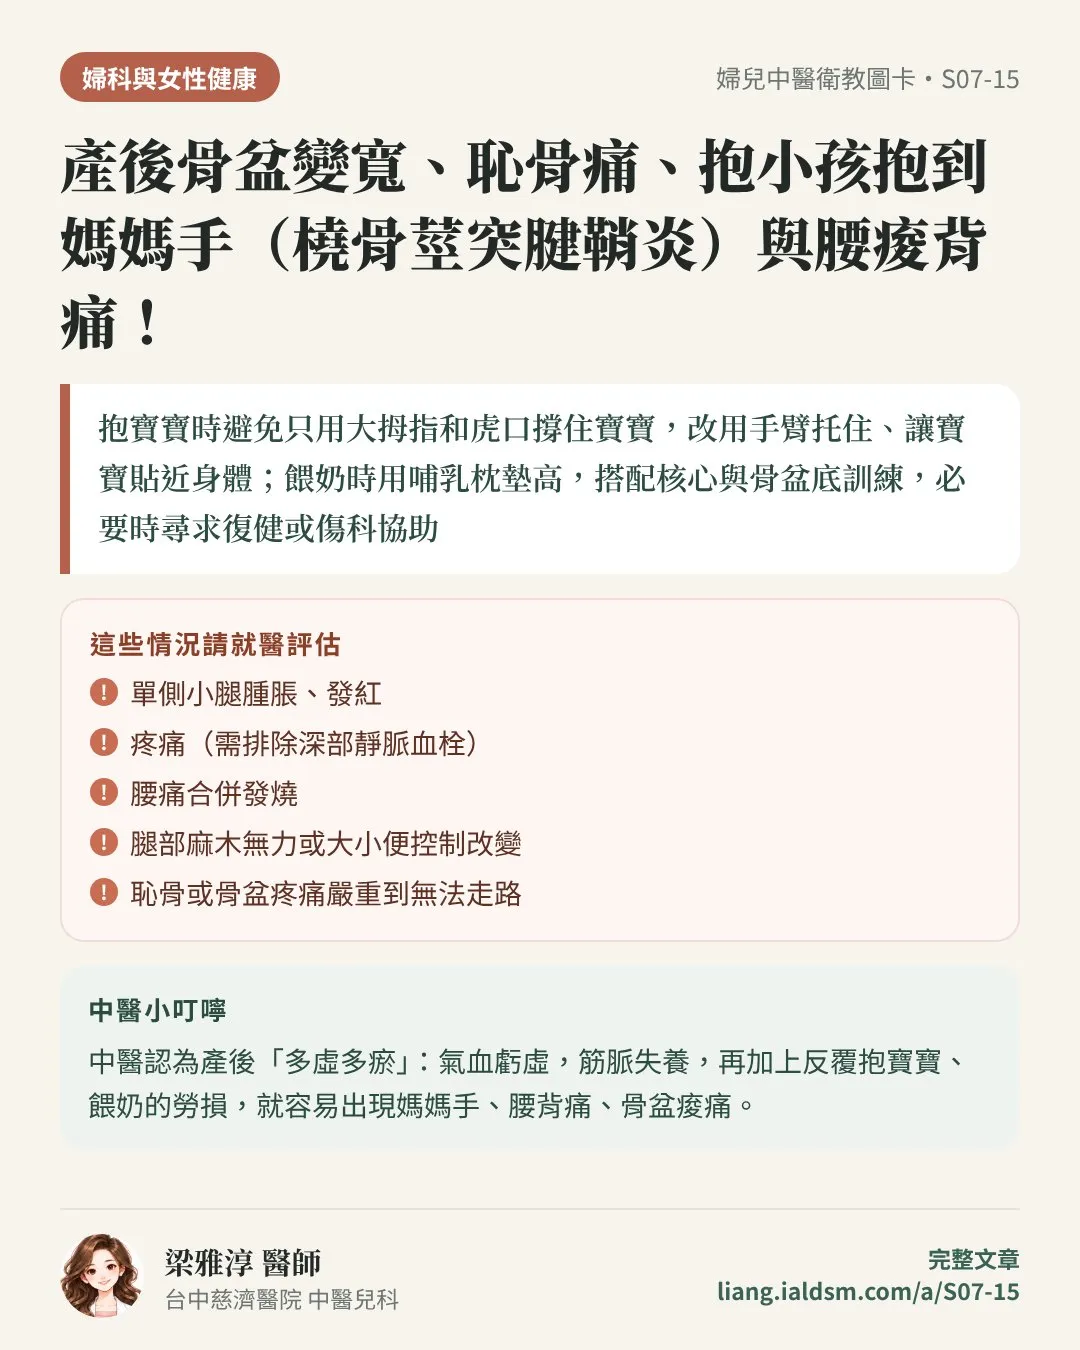 婦科與女性健康
婦兒中醫衛教圖卡・S07-15
產後骨盆變寬、恥骨痛、抱小孩抱到
媽媽手（橈骨莖突腱鞘炎）與腰痠背
痛！
抱寶寶時避免只用大拇指和虎口撐住寶寶，改用手臂托住、讓寶
寶貼近身體；餵奶時用哺乳枕墊高，搭配核心與骨盆底訓練，必
要時尋求復健或傷科協助
這些情況請就醫評估
! 單側小腿腫脹、發紅
! 疼痛（需排除深部靜脈血栓）
! 腰痛合併發燒
! 腿部麻木無力或大小便控制改變
! 恥骨或骨盆疼痛嚴重到無法走路
中醫小叮嚀
中醫認為產後「多虛多瘀」：氣血虧虛，筋脈失養，再加上反覆抱寶寶、
餵奶的勞損，就容易出現媽媽手、腰背痛、骨盆痠痛。
梁雅淳 醫師
台中慈濟醫院 中醫兒科
完整文章
liang.ialdsm.com/a/S07-15